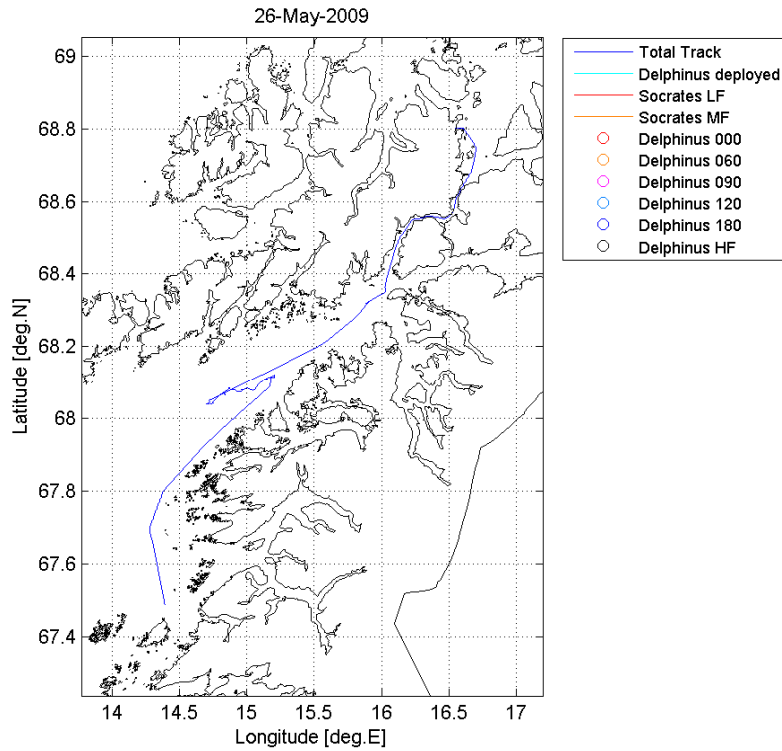 26-May-2009
69
68.8
68.6
68.4
68.2
68
67.8
67.6
67.4
Latitude [deg.N]
14
14.5
15
15.5
16
16.5
17
Longitude [deg.E]
Total Track
Delphinus deployed
Socrates LF
Socrates MF
Delphinus 000
Delphinus 060
Delphinus 090
Delphinus 120
Delphinus 180
Delphinus HF